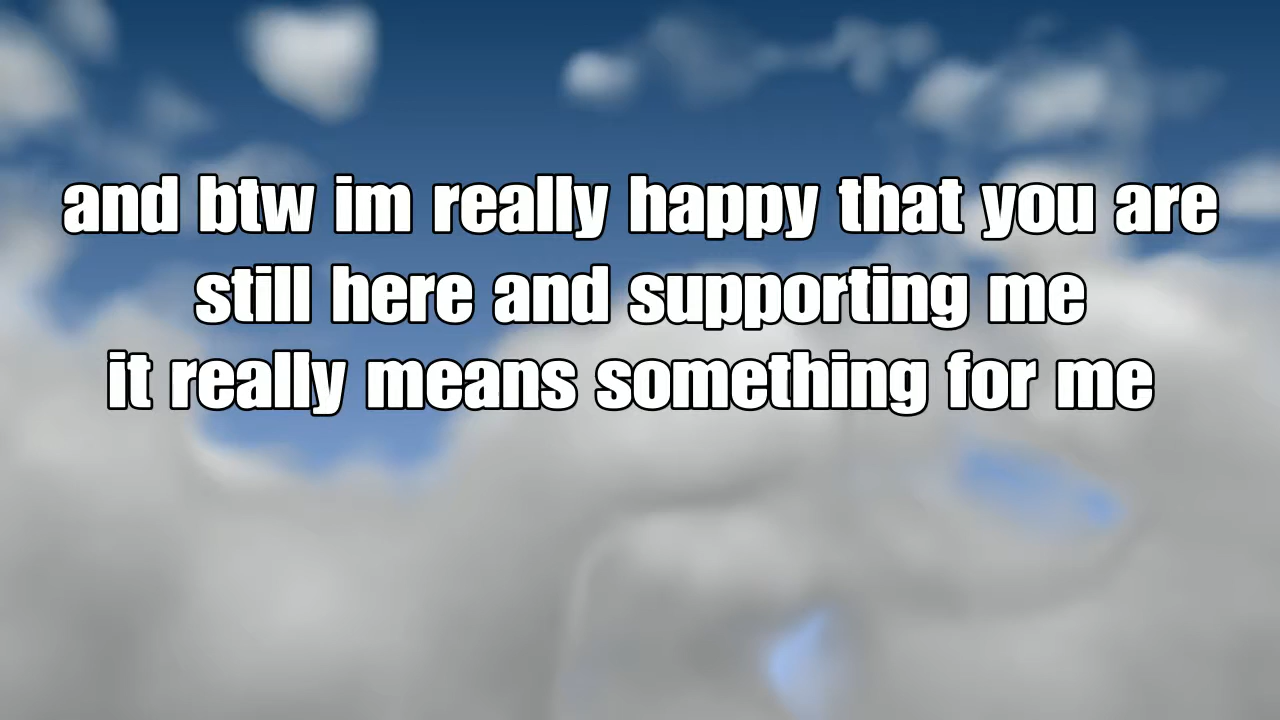 and btw im really happy that you are
still here and supporting me
it really means something for me